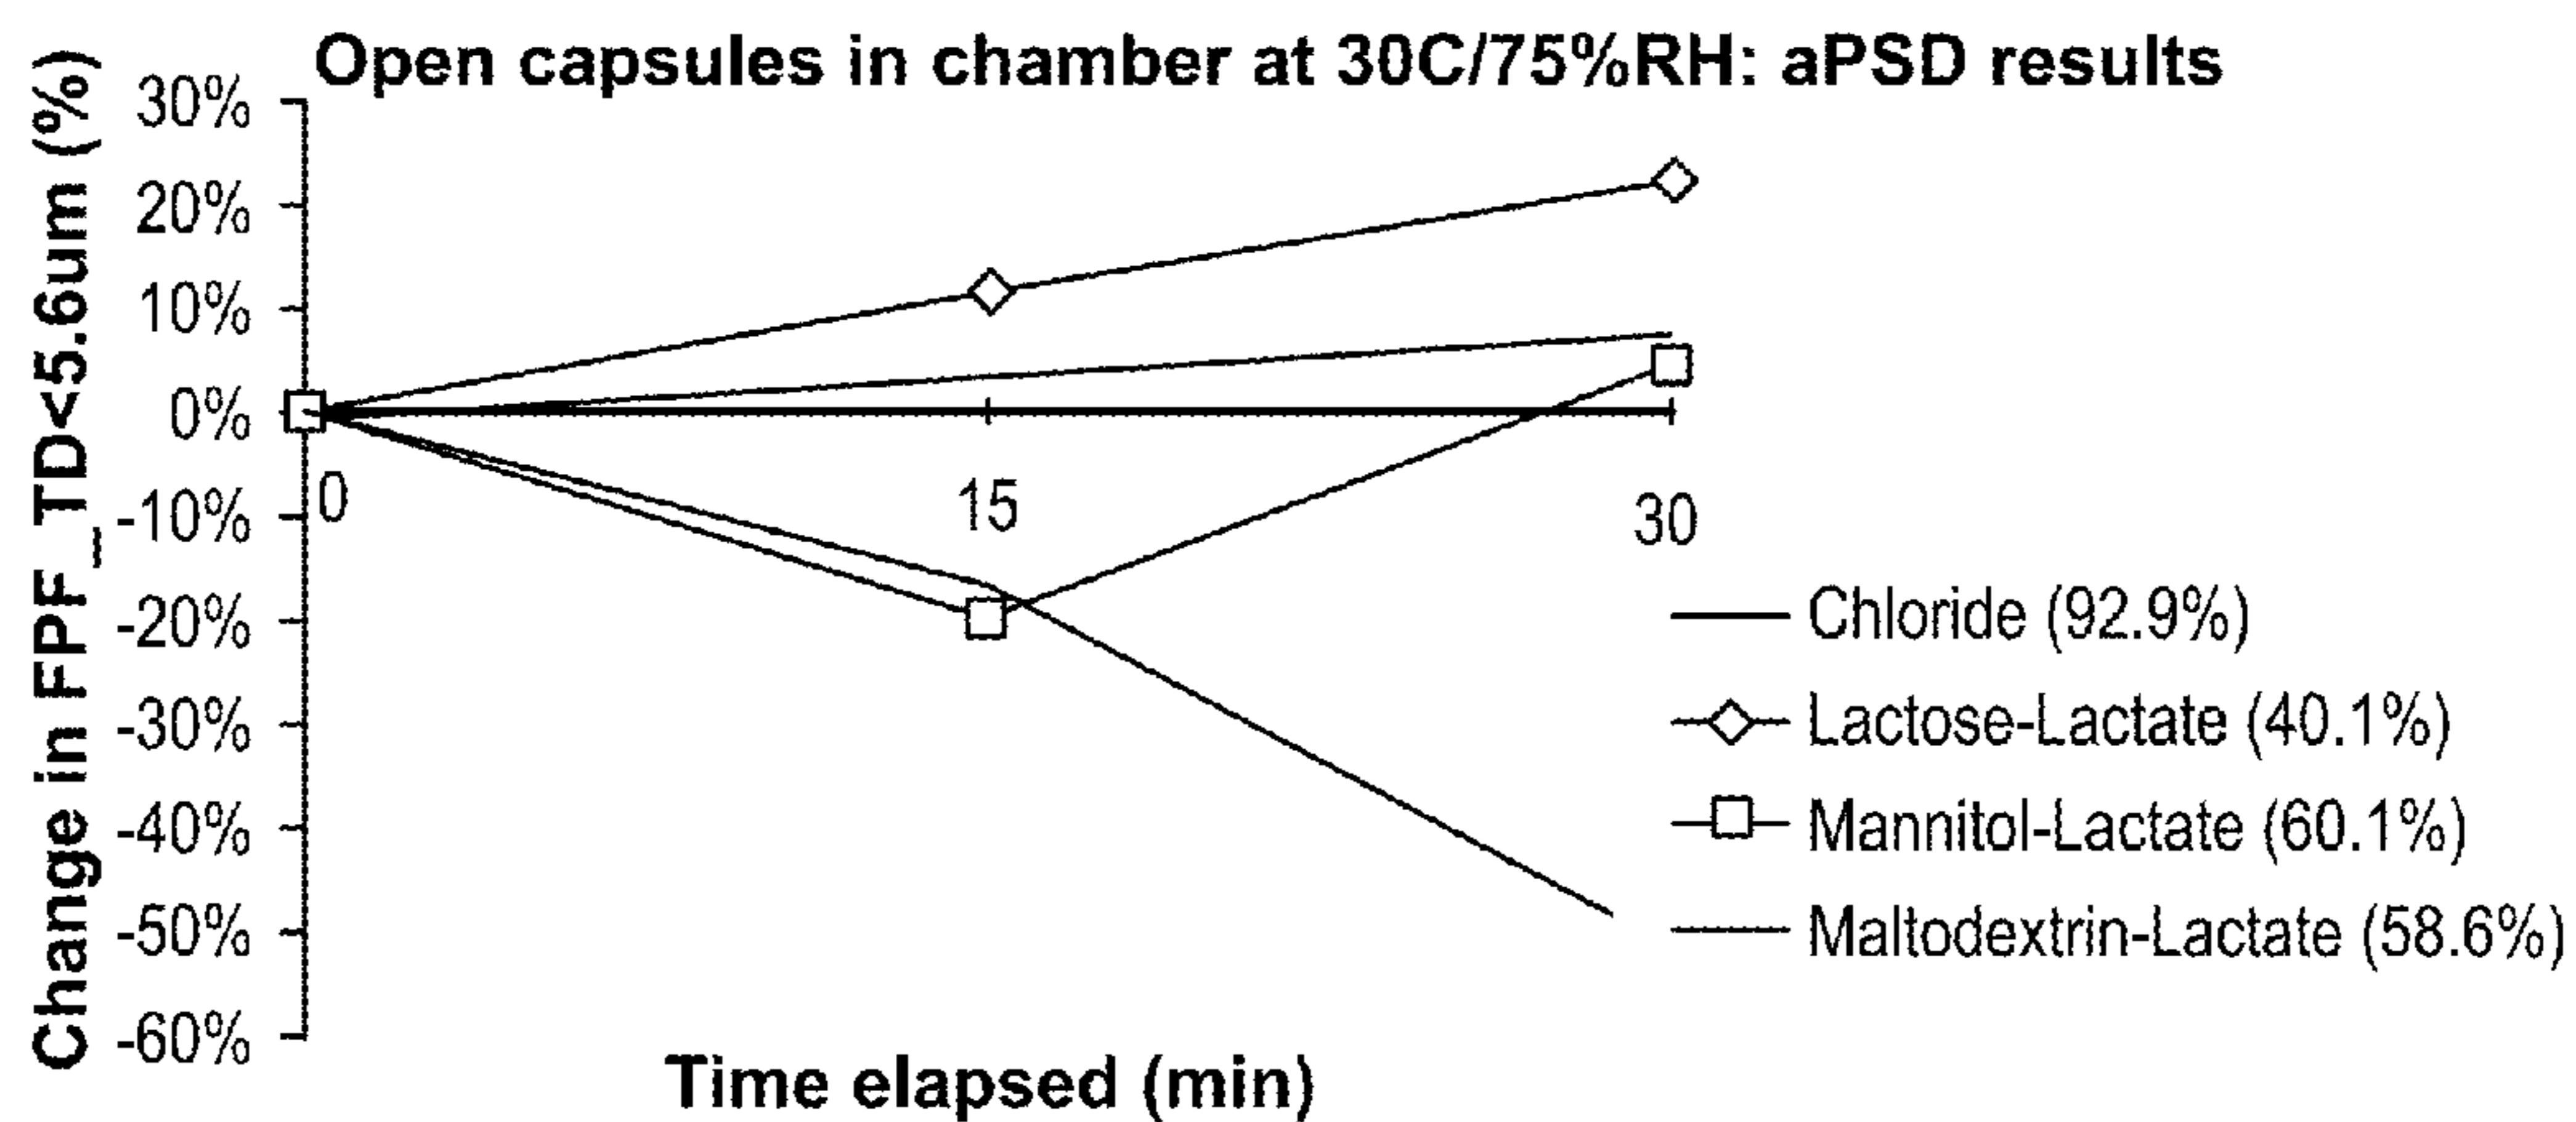 Open capsules in chamber at 30C/75%RH: aPSD results
Change in FPF_TD<5.6um (%)
30%
20%
10%
0%
-10%
-20%
-30%
-40%
-50%
-60%
0
15
30
Chloride (92.9%)
Lactose-Lactate (40.1%)
Mannitol-Lactate (60.1%)
Maltodextrin-Lactate (58.6%)
Time elapsed (min)